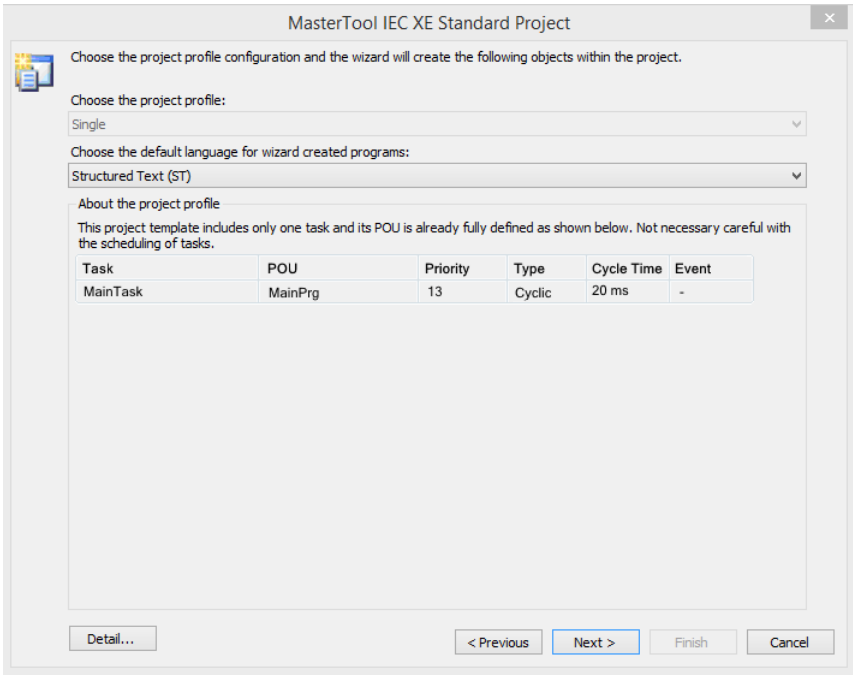 MasterTool IEC XE Standard Project
Choose the project profile configuration and the wizard will create the following objects within the project.
Choose the project profile:
Single
Choose the default language for wizard created programs:
Structured Text (ST)
About the project profile
This project template includes only one task and its POU is already fully defined as shown below. Not necessary careful with
the scheduling of tasks.
Task POU Priority Type Cycle Time Event
MainTask MainPrg 13 Cyclic 20 ms -
Detail... < Previous Next > Finish Cancel